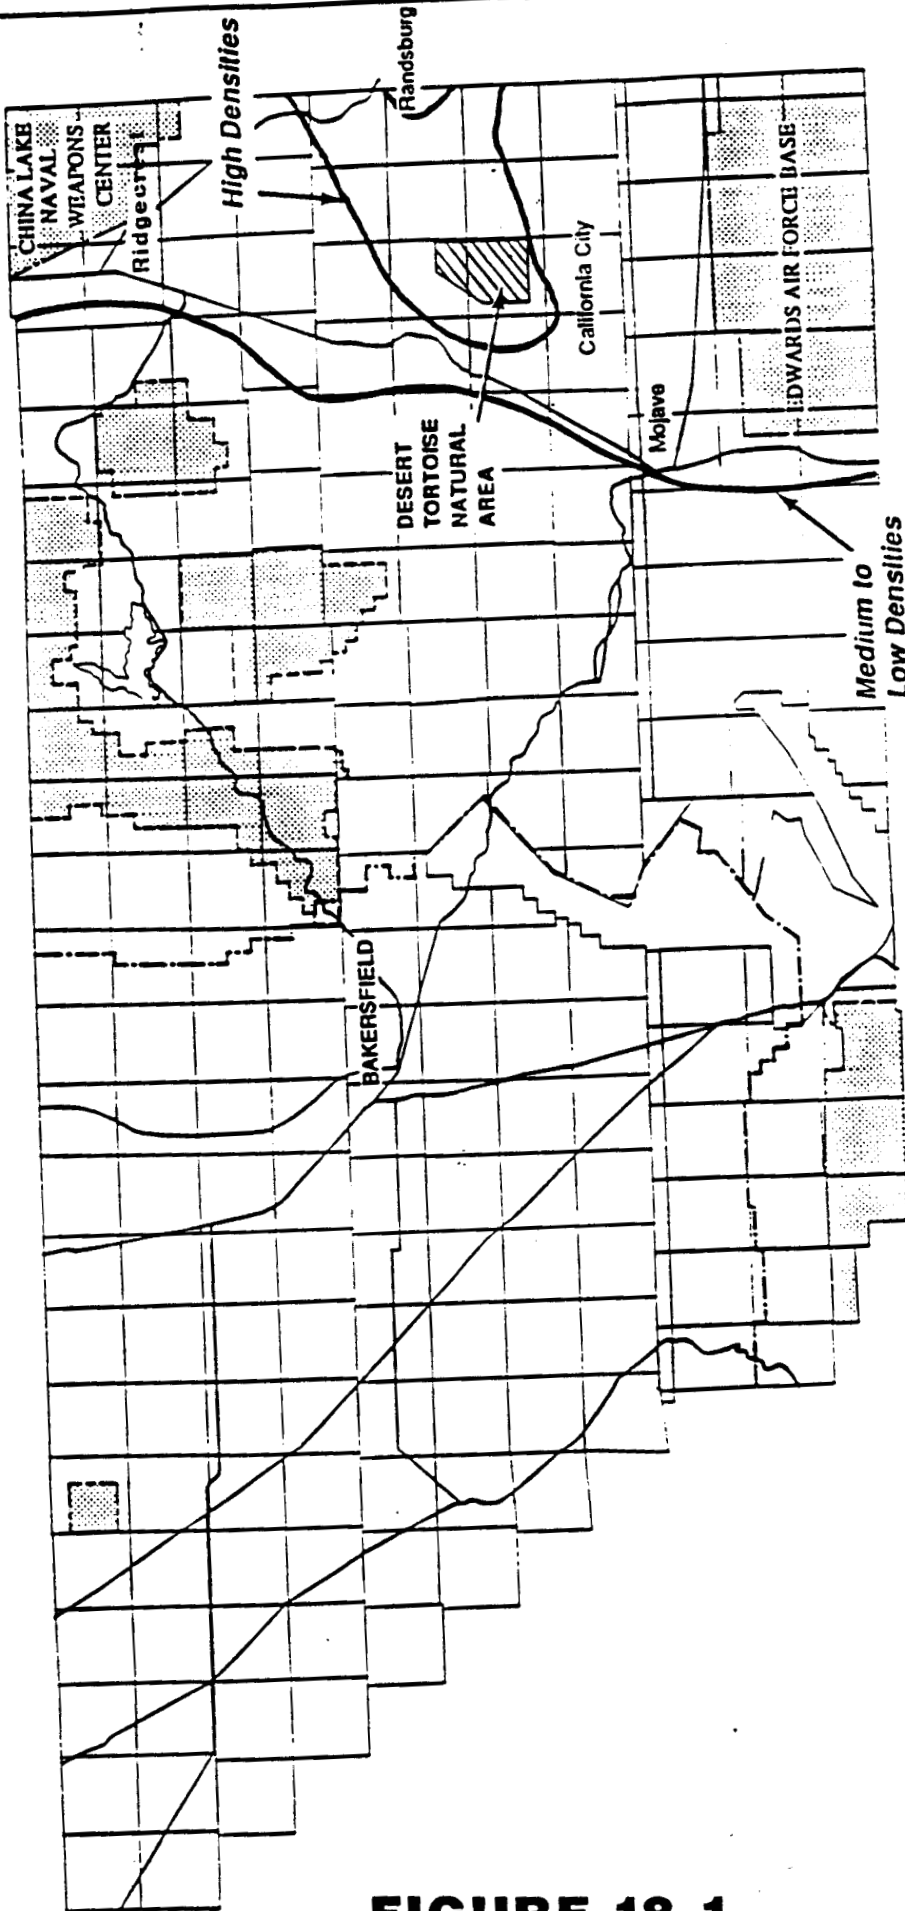 CHINA LAKE
NAVAL
WEAPONS
CENTER
Ridgecrest
High Densities
Randsburg
DESERT
TORTOISE
NATURAL
AREA
California City
Mojave
EDWARDS AIR FORCE BASE
Medium to
Low Densities
BAKERSFIELD
FIGURE 18-1